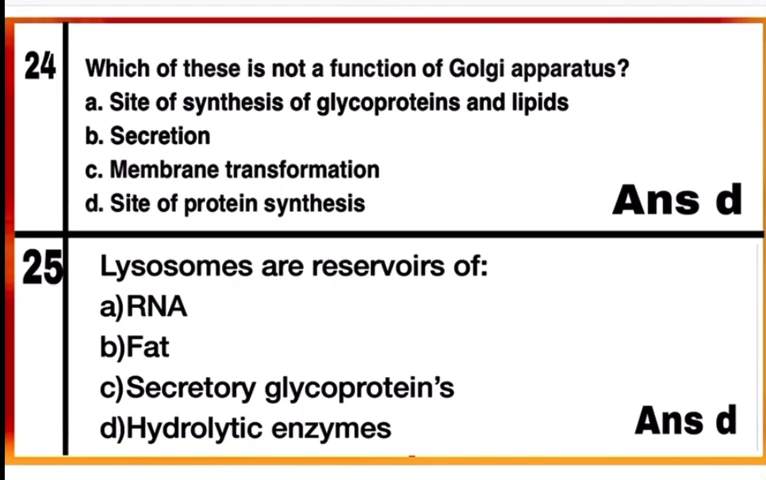 24 Which of these is not a function of Golgi apparatus?
a. Site of synthesis of glycoproteins and lipids
b. Secretion
c. Membrane transformation
d. Site of protein synthesis
Ans d
25 Lysosomes are reservoirs of:
a)RNA
b)Fat
c)Secretory glycoprotein's
d)Hydrolytic enzymes
Ans d